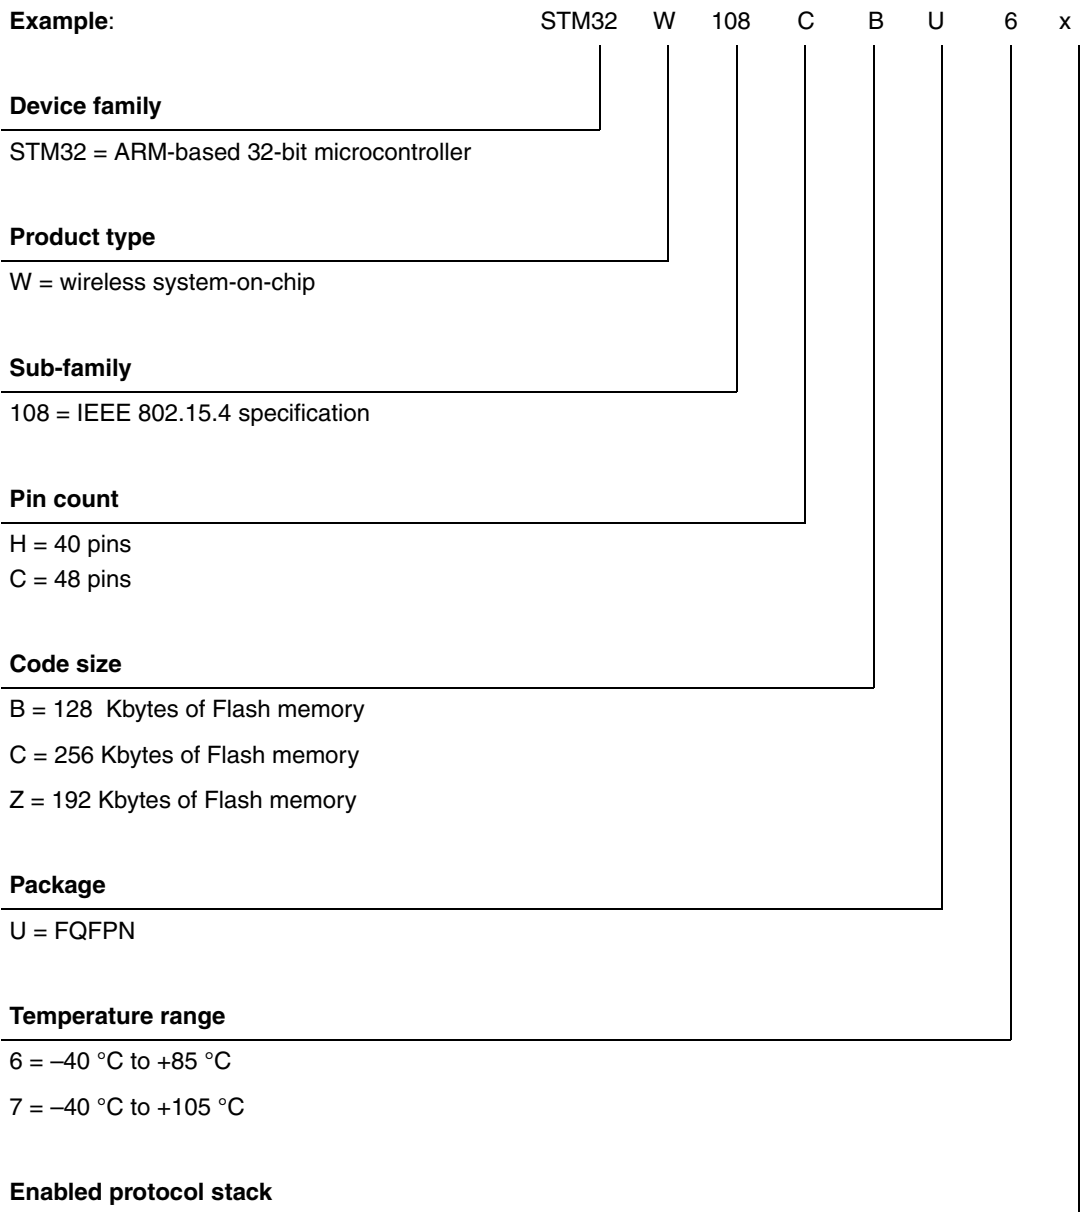 Example: STM32 W 108 C B U 6 x
Device family
STM32 = ARM-based 32-bit microcontroller
Product type
W = wireless system-on-chip
Sub-family
108 = IEEE 802.15.4 specification
Pin count
H = 40 pins
C = 48 pins
Code size
B = 128  Kbytes of Flash memory
C = 256 Kbytes of Flash memory
Z = 192 Kbytes of Flash memory
Package
U = FQFPN
Temperature range
6 = –40 °C to +85 °C
7 = –40 °C to +105 °C
Enabled protocol stack